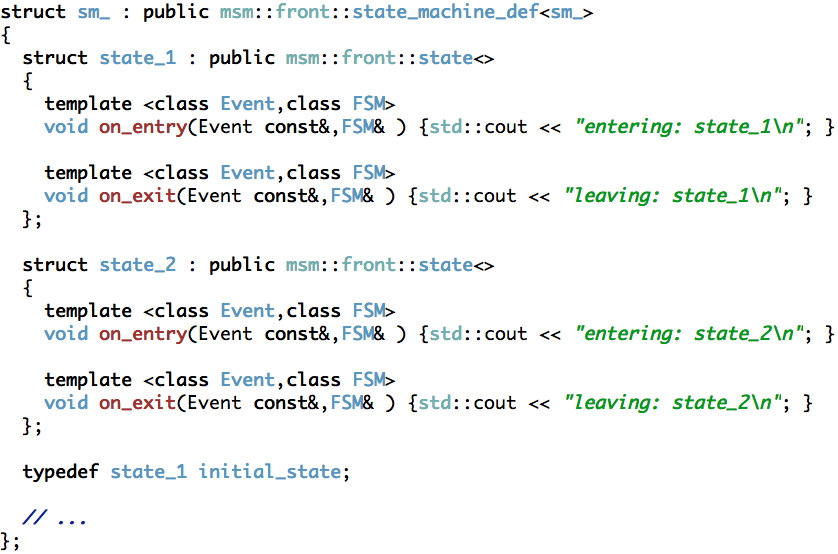 struct sm_ : public msm::front::state_machine_def<sm_>
{
  struct state_1 : public msm::front::state<>
  {
    template <class Event,class FSM>
    void on_entry(Event const&,FSM& ) {std::cout << "entering: state_1\n"; }

    template <class Event,class FSM>
    void on_exit(Event const&,FSM& ) {std::cout << "leaving: state_1\n"; }
  };

  struct state_2 : public msm::front::state<>
  {
    template <class Event,class FSM>
    void on_entry(Event const&,FSM& ) {std::cout << "entering: state_2\n"; }

    template <class Event,class FSM>
    void on_exit(Event const&,FSM& ) {std::cout << "leaving: state_2\n"; }
  };

  typedef state_1 initial_state;

  // ...
};